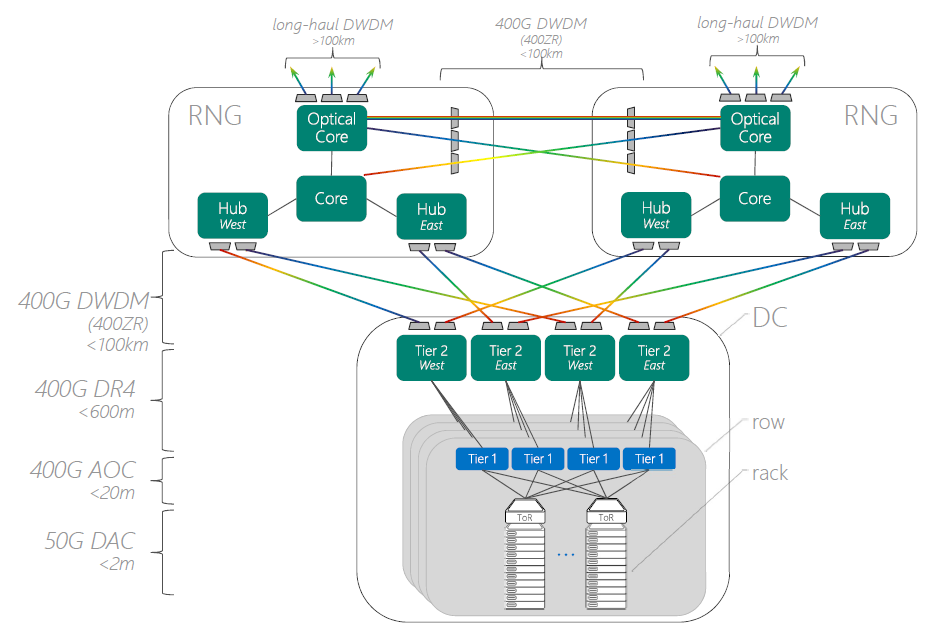 long-haul DWDM
>100km
400G DWDM
(400ZR)
<100km
long-haul DWDM
>100km
RNG
Optical
Core
Core
Hub
West
Hub
East
RNG
Optical
Core
Core
Hub
West
Hub
East
400G DWDM
(400ZR)
<100km
400G DR4
<600m
400G AOC
<20m
50G DAC
<2m
DC
Tier 2
West
Tier 2
East
Tier 2
West
Tier 2
East
row
Tier 1
Tier 1
Tier 1
Tier 1
rack
ToR
ToR
...